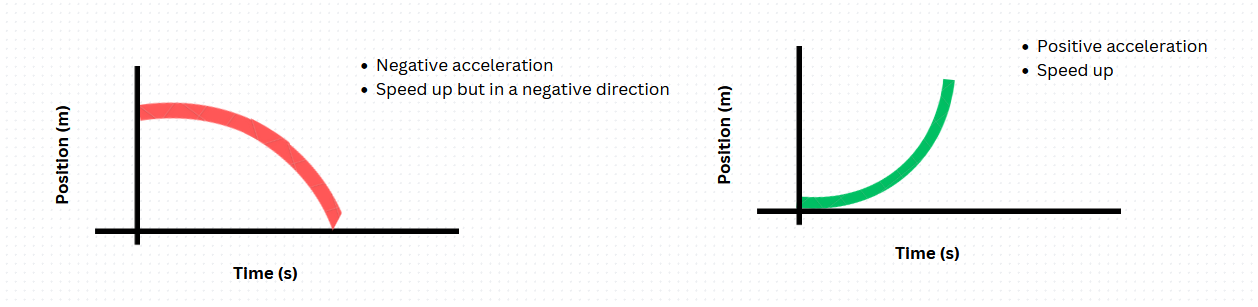 Position (m)
• Negative acceleration
• Speed up but in a negative direction
Time (s)
Position (m)
• Positive acceleration
• Speed up
Time (s)